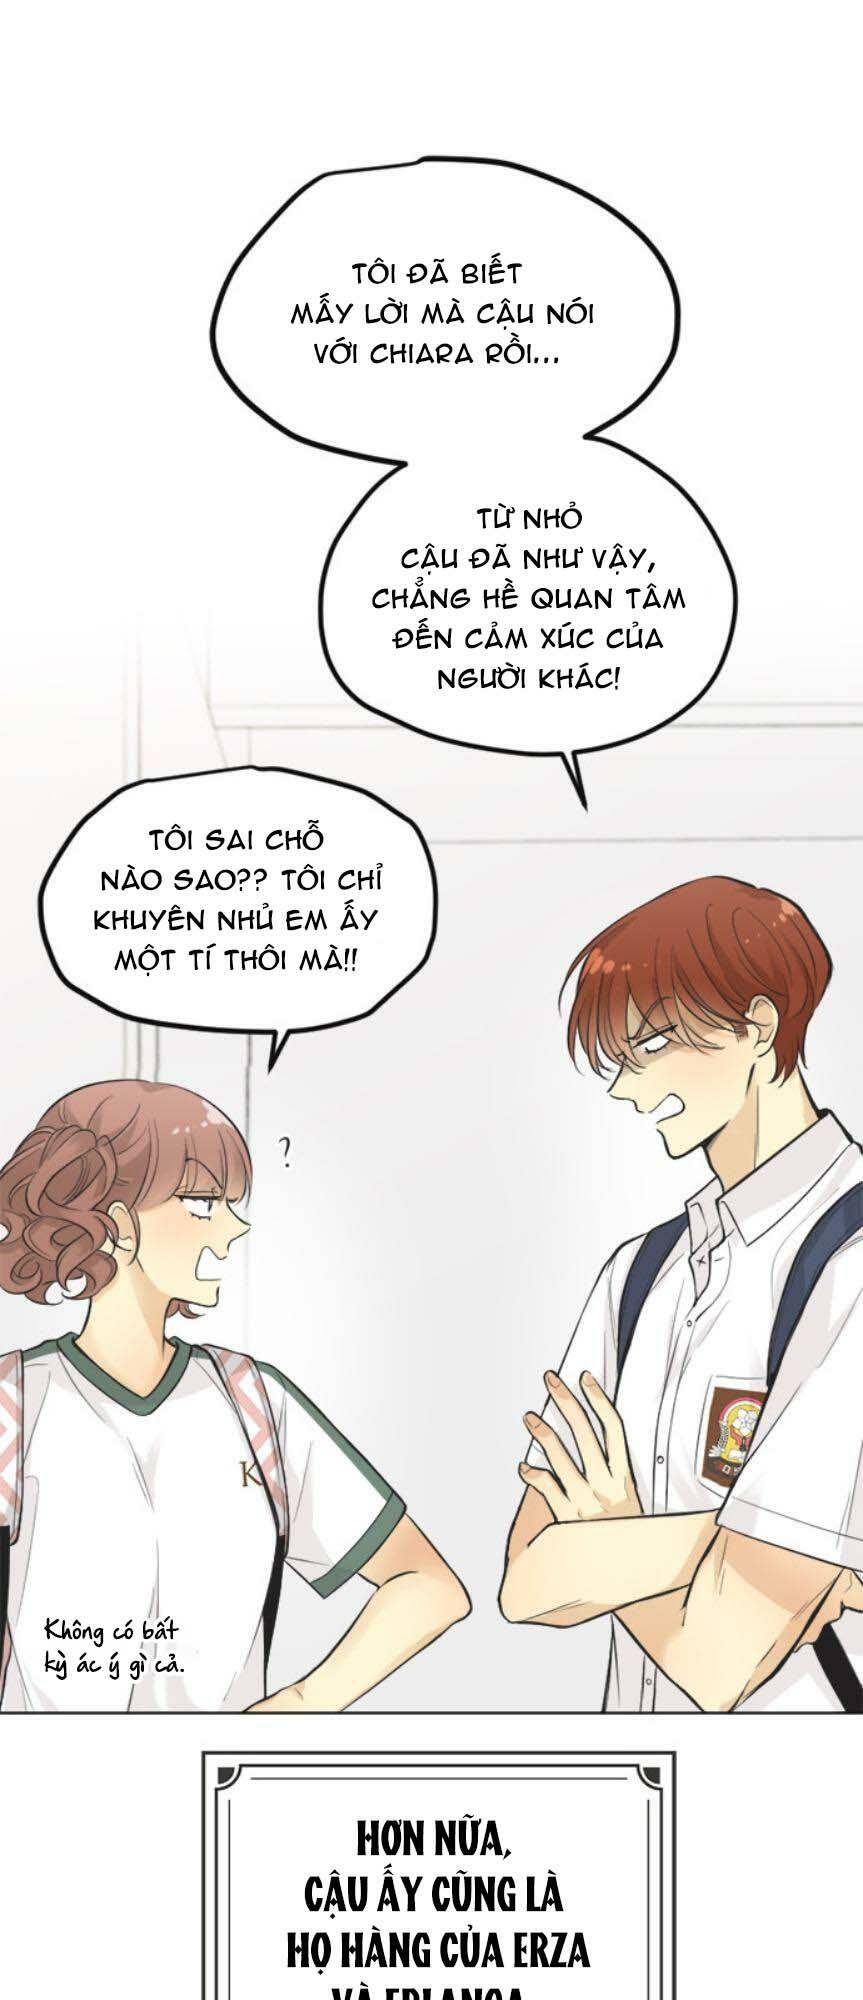 TÔI ĐÃ BIẾT
MẤY LỜI MÀ CẬU NÓI
VỚI CHIARA RỒI...
TỪ NHỎ
CẬU ĐÃ NHƯ VẬY,
CHẲNG HỀ QUAN TÂM
ĐẾN CẢM XÚC CỦA
NGƯỜI KHÁC!
TÔI SAI CHỖ
NÀO SAO?? TÔI CHỈ
KHUYÊN NHỦ EM ẤY
MỘT TÍ THÔI MÀ!!
?
K
Không có bất
kỳ ác ý gì cả.
HƠN NỮA,
CẬU ẤY CŨNG LÀ
HỌ HÀNG CỦA ERZA
VÀ ERLANGA